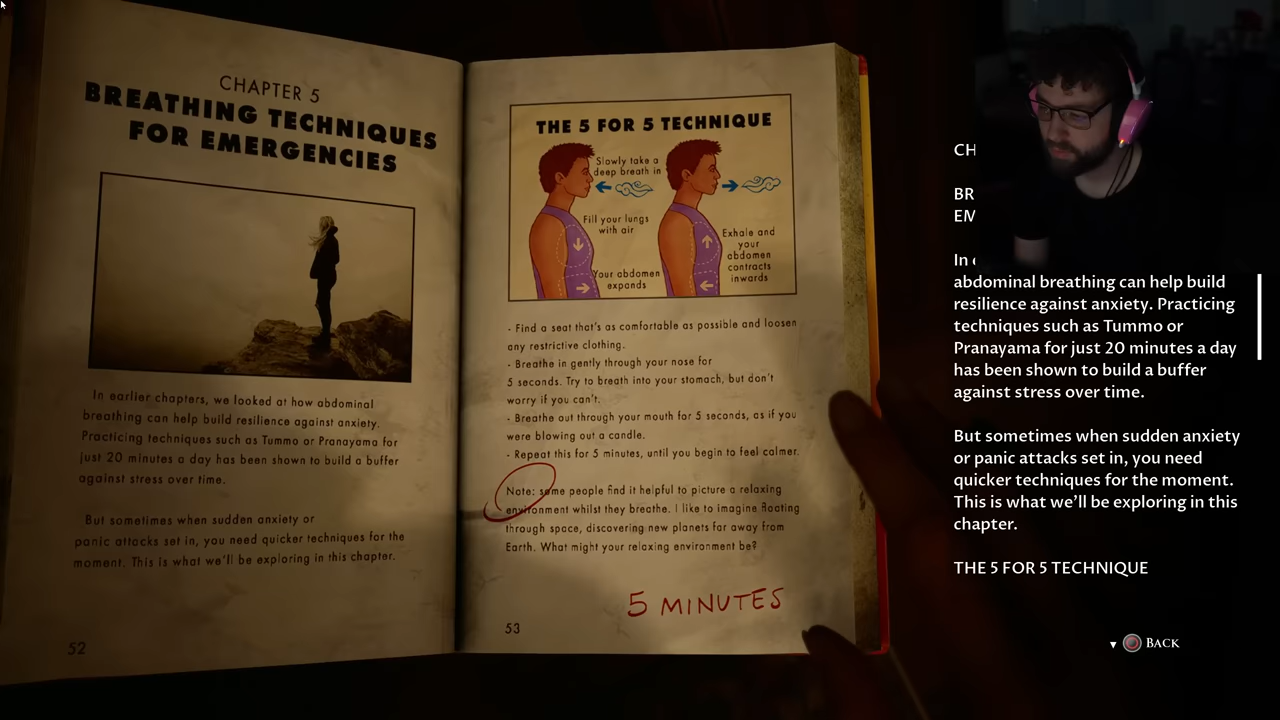 CHAPTER 5
BREATHING TECHNIQUES
FOR EMERGENCIES
In earlier chapters, we looked at how abdominal
breathing can help build resilience against anxiety.
Practicing techniques such as Tummo or Pranayama for
just 20 minutes a day has been shown to build a buffer
against stress over time.
But sometimes when sudden anxiety or
panic attacks set in, you need quicker techniques for the
moment. This is what we'll be exploring in this chapter.
52
THE 5 FOR 5 TECHNIQUE
Slowly take a
deep breath in
Fill your lungs
with air
Your abdomen
expands
Exhale and
your
abdomen
contracts
inwards
- Find a seat that's as comfortable as possible and loosen
any restrictive clothing.
- Breathe in gently through your nose for
5 seconds. Try to breath into your stomach, but don't
worry if you can't.
- Breathe out through your mouth for 5 seconds, as if you
were blowing out a candle.
- Repeat this for 5 minutes, until you begin to feel calmer.
Note: some people find it helpful to picture a relaxing
environment whilst they breathe. I like to imagine floating
through space, discovering new planets far away from
Earth. What might your relaxing environment be?
5 MINUTES
53
CH
BR
EM
In
abdominal breathing can help build
resilience against anxiety. Practicing
techniques such as Tummo or
Pranayama for just 20 minutes a day
has been shown to build a buffer
against stress over time.
But sometimes when sudden anxiety
or panic attacks set in, you need
quicker techniques for the moment.
This is what we'll be exploring in this
chapter.
THE 5 FOR 5 TECHNIQUE
BACK